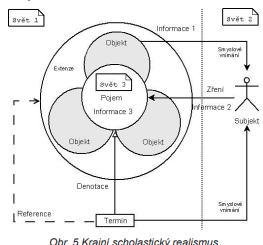 Svět 1
Svět 2
Informace 1
Smyslové
vnímání
Objekt
Extenze
Svět 3
Pojem
Informace 3
Zření
Informace 2
Subjekt
Objekt
Objekt
Denotace
Reference
Termín
Smyslové
vnímání
Obr. 5 Krajní scholastický realismus